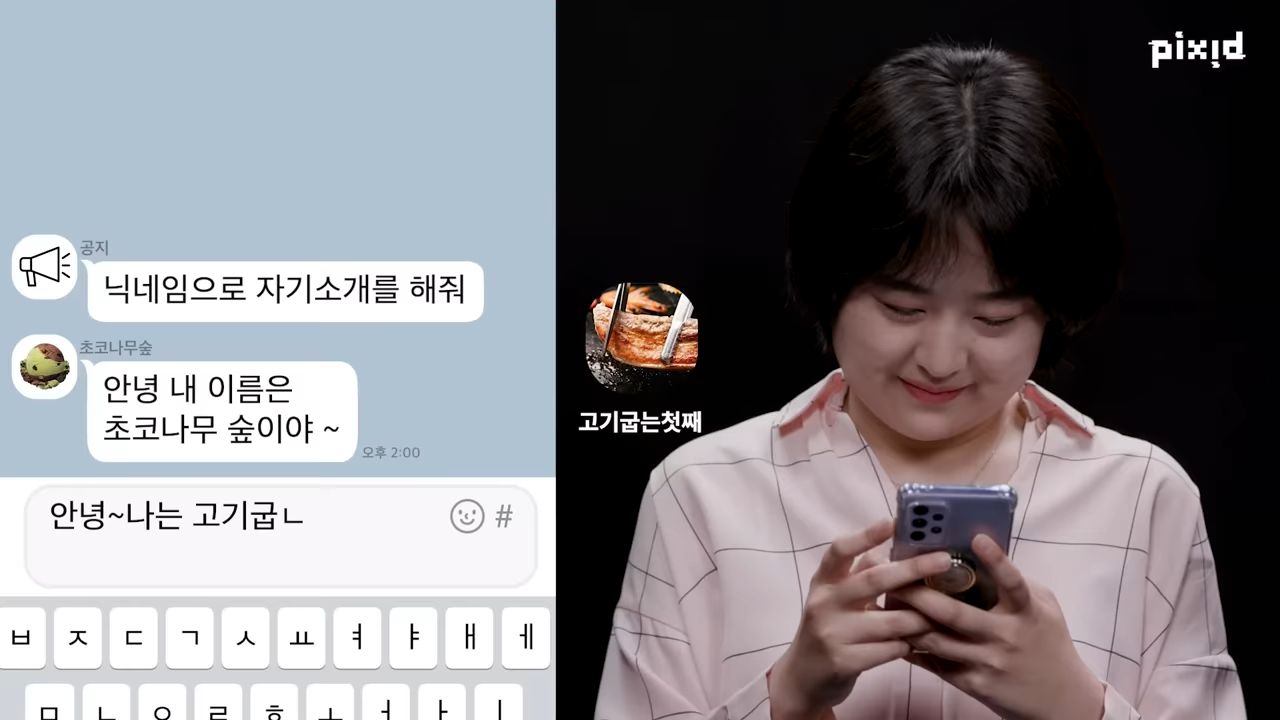 공지
닉네임으로 자기소개를 해줘
초코나무숲
안녕 내 이름은
초코나무 숲이야 ~
오후 2:00
안녕~나는 고기굽ㄴ
#
ㅂ ㅈ ㄷ ㄱ ㅅ ㅛ ㅕ ㅑ ㅐ ㅔ
ㅁ ㄴ ㅇ ㄹ ㅎ ㅗ ㅓ ㅏ ㅣ
pixid
고기굽는첫째